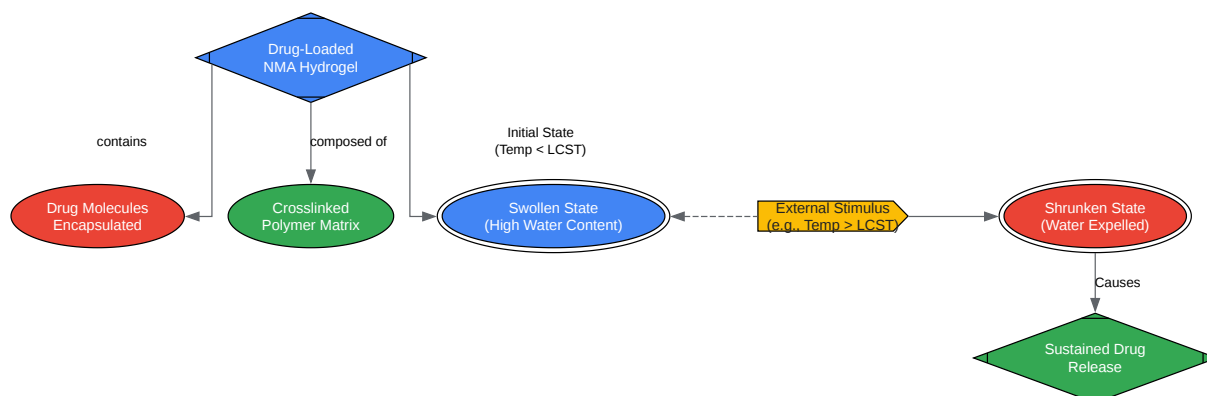 Drug-Loaded
NMA Hydrogel
contains
composed of
Initial State
(Temp < LCST)
Drug Molecules
Encapsulated
Crosslinked
Polymer Matrix
Swollen State
(High Water Content)
External Stimulus
(e.g., Temp > LCST)
Shrunken State
(Water Expelled)
Causes
Sustained Drug
Release